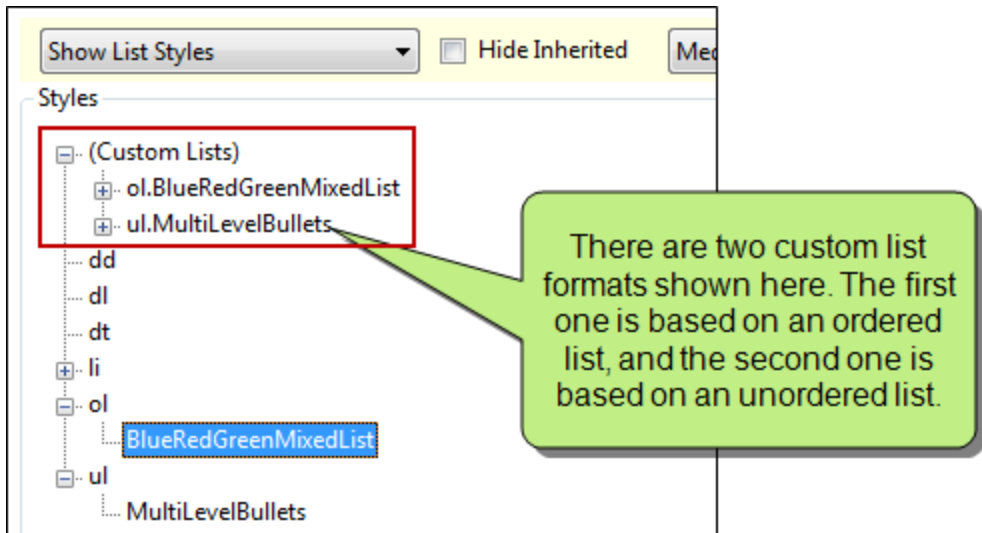 Show List Styles
Hide Inherited
Med
Styles
(Custom Lists)
ol.BlueRedGreenMixedList
ul.MultiLevelBullets
There are two custom list
formats shown here. The first
one is based on an ordered
list, and the second one is
based on an unordered list.
dd
dl
dt
li
ol
BlueRedGreenMixedList
ul
MultiLevelBullets